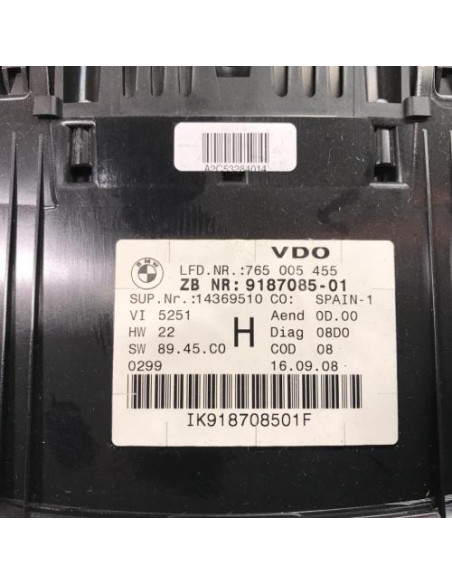 A2C53284014
BMW
VDO
LFD.NR.:765 005 455
ZB NR: 9187085-01
SUP.Nr.:14369510 CO: SPAIN-1
VI 5251 Aend 0D.00
HW 22 H Diag 08D0
SW 89.45.C0 COD 08
0299 16.09.08
IK918708501F